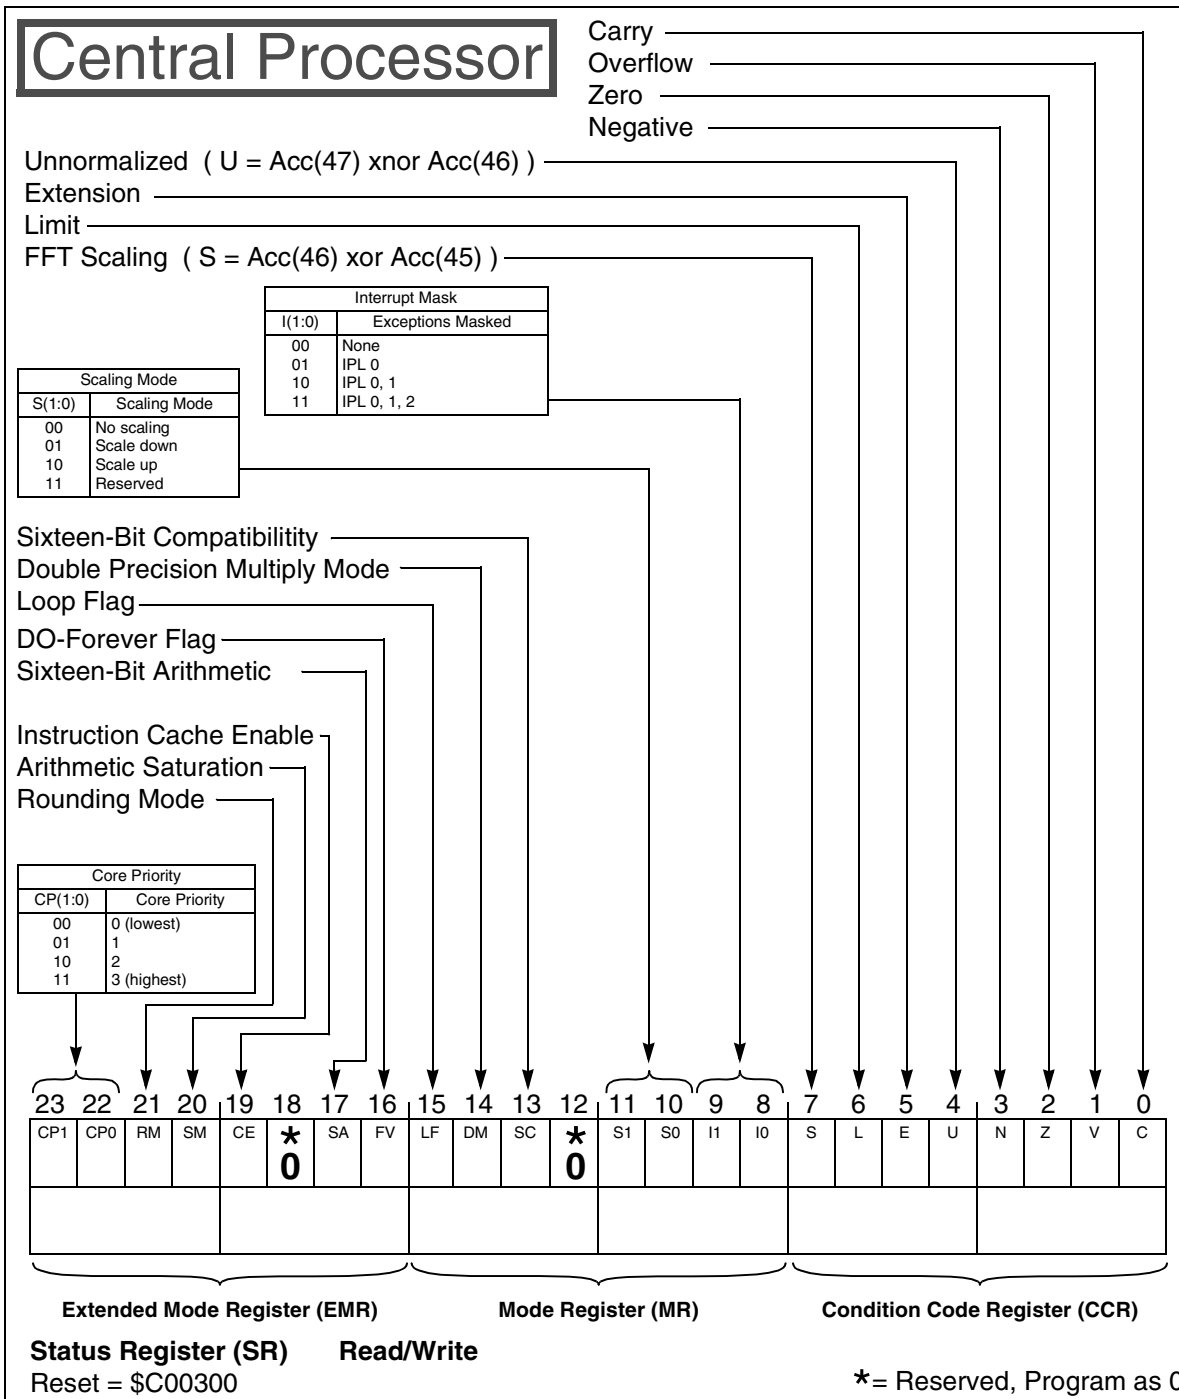 Central Processor
Carry
Overflow
Zero
Negative
Unnormalized ( U = Acc(47) xnor Acc(46) )
Extension
Limit
FFT Scaling ( S = Acc(46) xor Acc(45) )
Interrupt Mask
I(1:0) Exceptions Masked
00 None
01 IPL 0
10 IPL 0, 1
11 IPL 0, 1, 2
Scaling Mode
S(1:0) Scaling Mode
00 No scaling
01 Scale down
10 Scale up
11 Reserved
Sixteen-Bit Compatibilitity
Double Precision Multiply Mode
Loop Flag
DO-Forever Flag
Sixteen-Bit Arithmetic
Instruction Cache Enable
Arithmetic Saturation
Rounding Mode
Core Priority
CP(1:0) Core Priority
00 0 (lowest)
01 1
10 2
11 3 (highest)
23 22 21 20 19 18 17 16 15 14 13 12 11 10 9 8 7 6 5 4 3 2 1 0
CP1 CP0 RM SM CE * SA FV LF DM SC * S1 S0 I1 I0 S L E U N Z V C
0 0
Extended Mode Register (EMR) Mode Register (MR) Condition Code Register (CCR)
Status Register (SR) Read/Write
Reset = $C00300
*= Reserved, Program as 0